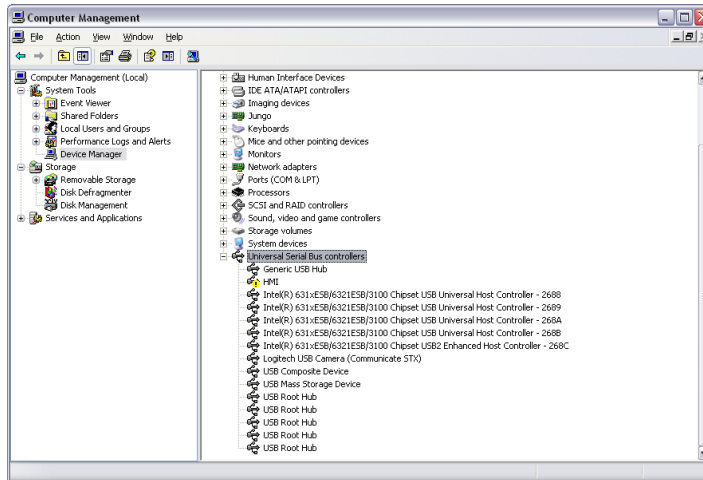 Computer Management
File Action View Window Help
Computer Management (Local)
System Tools
Event Viewer
Shared Folders
Local Users and Groups
Performance Logs and Alerts
Device Manager
Storage
Removable Storage
Disk Defragmenter
Disk Management
Services and Applications
Human Interface Devices
IDE ATA/ATAPI controllers
Imaging devices
Jungo
Keyboards
Mice and other pointing devices
Monitors
Network adapters
Ports (COM & LPT)
Processors
SCSI and RAID controllers
Sound, video and game controllers
Storage volumes
System devices
Universal Serial Bus controllers
Generic USB Hub
HMI
Intel(R) 631xESB/6321ESB/3100 Chipset USB Universal Host Controller - 2688
Intel(R) 631xESB/6321ESB/3100 Chipset USB Universal Host Controller - 2689
Intel(R) 631xESB/6321ESB/3100 Chipset USB Universal Host Controller - 268A
Intel(R) 631xESB/6321ESB/3100 Chipset USB Universal Host Controller - 268B
Intel(R) 631xESB/6321ESB/3100 Chipset USB2 Enhanced Host Controller - 268C
Logitech USB Camera (Communicate STX)
USB Composite Device
USB Mass Storage Device
USB Root Hub
USB Root Hub
USB Root Hub
USB Root Hub
USB Root Hub